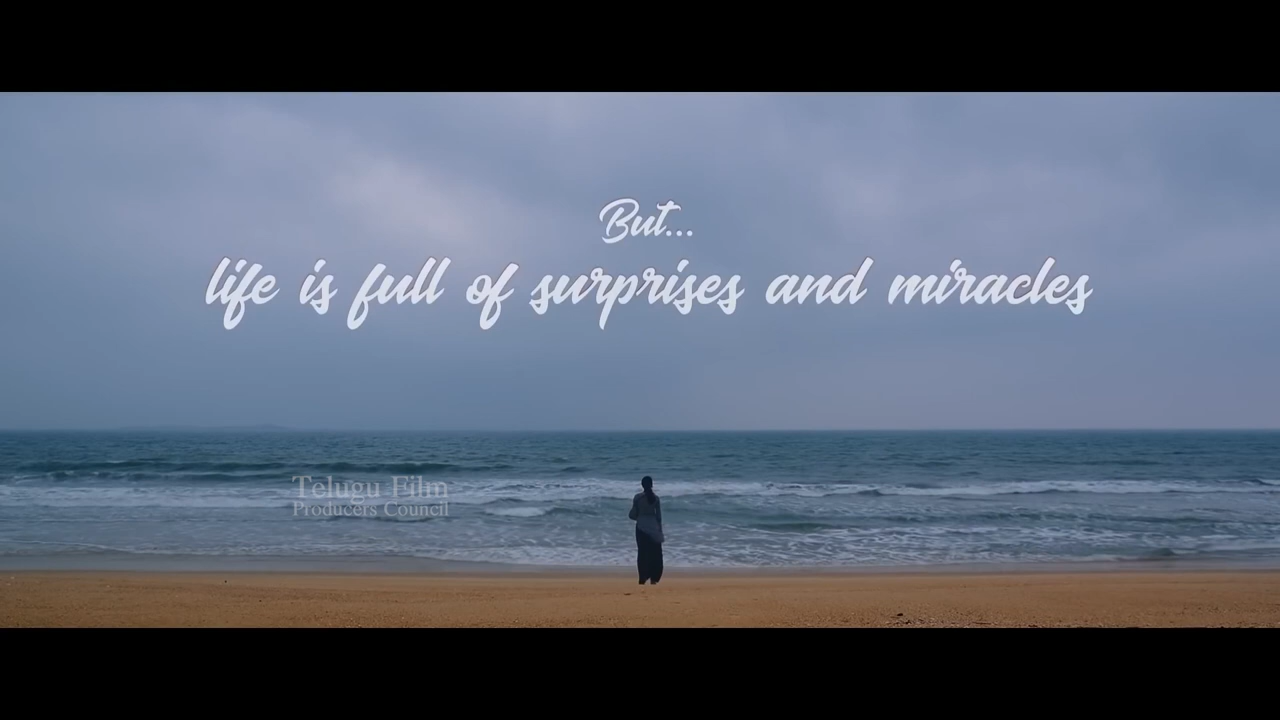 But...
life is full of surprises and miracles
Telugu Film
Producers Council